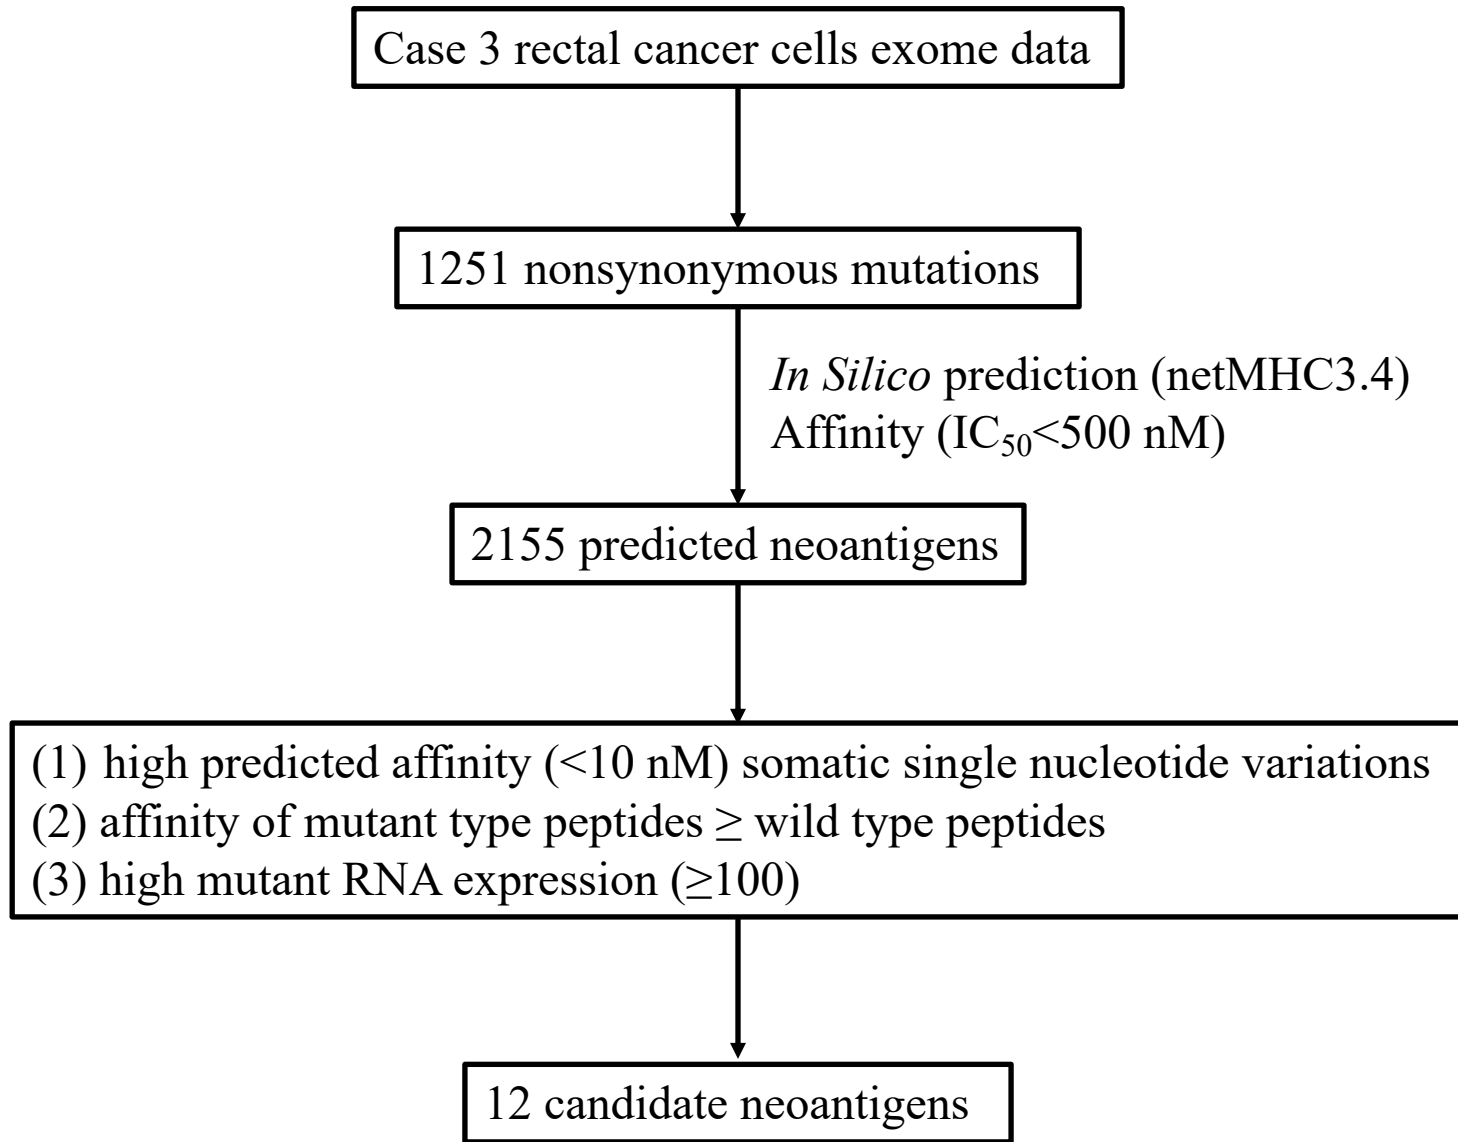 Case 3 rectal cancer cells exome data
1251 nonsynonymous mutations
In Silico prediction (netMHC3.4)
Affinity (IC₅₀<500 nM)
2155 predicted neoantigens
(1) high predicted affinity (<10 nM) somatic single nucleotide variations
(2) affinity of mutant type peptides ≥ wild type peptides
(3) high mutant RNA expression (≥100)
12 candidate neoantigens